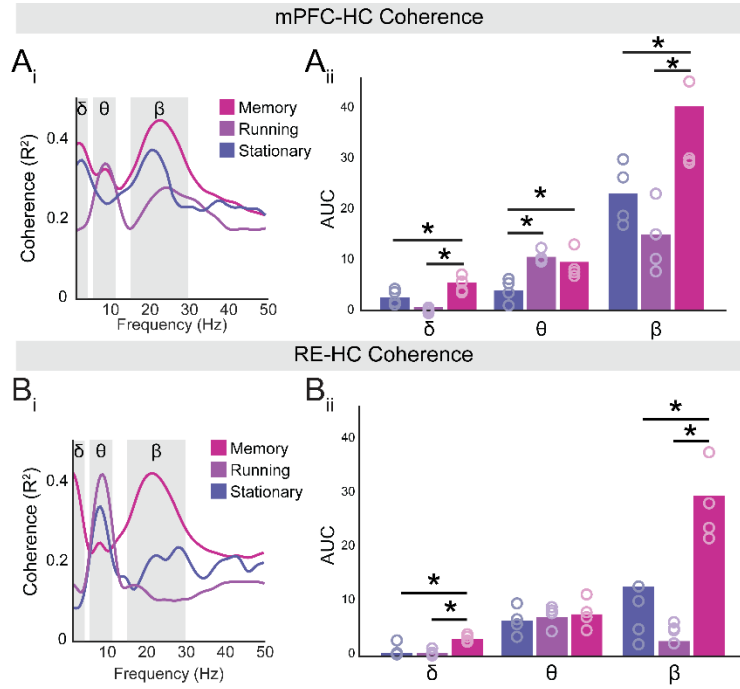 mPFC-HC Coherence
Ai
δ θ β
Memory
Running
Stationary
Coherence (R²)
0.4
0.2
0
10 20 30 40 50
Frequency (Hz)
Aii
AUC
40
30
20
10
0
* * * * * *
δ θ β
RE-HC Coherence
Bi
δ θ β
Memory
Running
Stationary
Coherence (R²)
0.4
0.2
0
10 20 30 40 50
Frequency (Hz)
Bii
AUC
40
30
20
10
0
* * * *
δ θ β